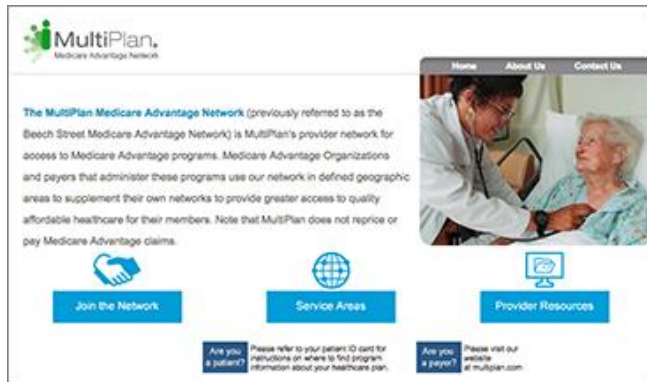 MultiPlan.
Medicare Advantage Network
Home About Us Contact Us
The MultiPlan Medicare Advantage Network (previously referred to as the
Beech Street Medicare Advantage Network) is MultiPlan's provider network for
access to Medicare Advantage programs. Medicare Advantage Organizations
and payers that administer these programs use our network in defined geographic
areas to supplement their own networks to provide greater access to quality
affordable healthcare for their members. Note that MultiPlan does not reprice or
pay Medicare Advantage claims.
Join the Network
Service Areas
Provider Resources
Are you
a patient?
Please refer to your patient ID card for
instructions on where to find program
information about your healthcare plan.
Are you
a payer?
Please visit our
website
at multiplan.com